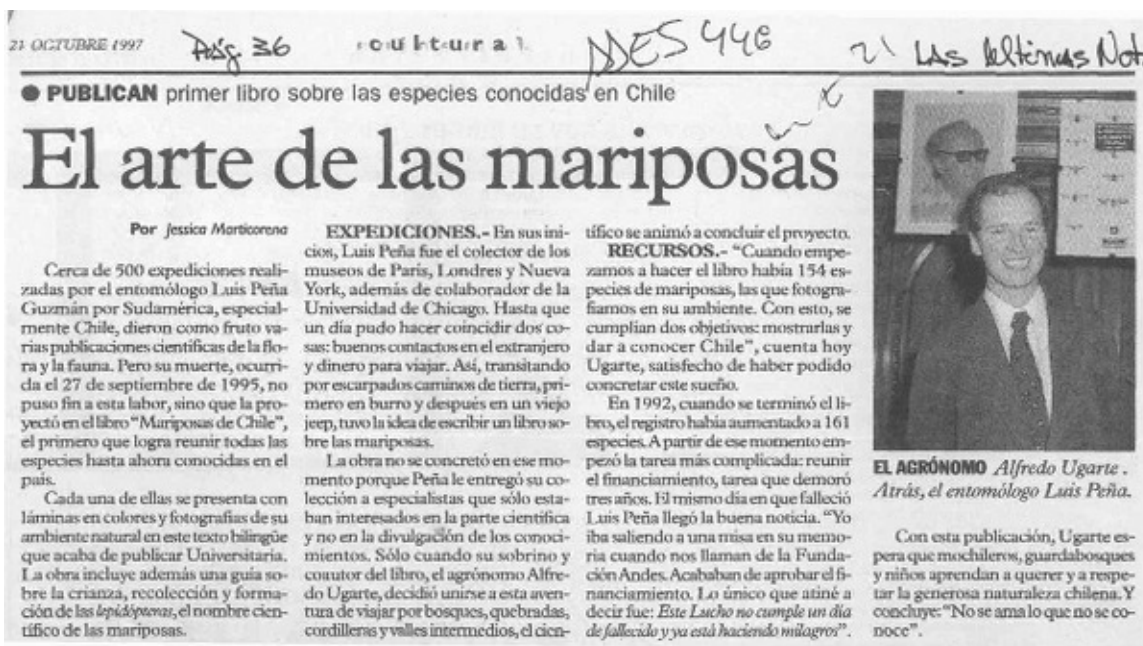 21 OCTUBRE 1997
Pág. 36
cultural
21 LAS Últimas Not
● PUBLICAN primer libro sobre las especies conocidas en Chile
El arte de las mariposas
Por Jessica Marticorena
Cerca de 500 expediciones reali-
zadas por el entomólogo Luis Peña
Guzmán por Sudamérica, especial-
mente Chile, dieron como fruto va-
rias publicaciones científicas de la flo-
ra y la fauna. Pero su muerte, ocurri-
da el 27 de septiembre de 1995, no
puso fin a esta labor, sino que la pro-
yectó en el libro "Mariposas de Chile",
el primero que logra reunir todas las
especies hasta ahora conocidas en el
país.
Cada una de ellas se presenta con
láminas en colores y fotografías de su
ambiente natural en este texto bilingüe
que acaba de publicar Universitaria.
La obra incluye además una guía so-
bre la crianza, recolección y forma-
ción de las lepidópteras, el nombre cien-
tífico de las mariposas.
EXPEDICIONES.- En sus ini-
cios, Luis Peña fue el colector de los
museos de París, Londres y Nueva
York, además de colaborador de la
Universidad de Chicago. Hasta que
un día pudo hacer coincidir dos co-
sas: buenos contactos en el extranjero
y dinero para viajar. Así, transitando
por escarpados caminos de tierra, pri-
mero en burro y después en un viejo
jeep, tuvo la idea de escribir un libro so-
bre las mariposas.
La obra no se concretó en ese mo-
mento porque Peña le entregó su co-
lección a especialistas que sólo esta-
ban interesados en la parte científica
y no en la divulgación de los conoci-
mientos. Sólo cuando su sobrino y
coautor del libro, el agrónomo Alfre-
do Ugarte, decidió unirse a esta aven-
tura de viajar por bosques, quebradas,
cordilleras y valles intermedios, el cien-
tífico se animó a concluir el proyecto.
RECURSOS.- "Cuando empe-
zamos a hacer el libro había 154 es-
pecies de mariposas, las que fotogra-
fiamos en su ambiente. Con esto, se
cumplían dos objetivos: mostrarlas y
dar a conocer Chile", cuenta hoy
Ugarte, satisfecho de haber podido
concretar este sueño.
En 1992, cuando se terminó el li-
bro, el registro había aumentado a 161
especies. A partir de ese momento em-
pezó la tarea más complicada: reunir
el financiamiento, tarea que demoró
tres años. El mismo día en que falleció
Luis Peña llegó la buena noticia. "Yo
iba saliendo a una misa en su memo-
ria cuando nos llaman de la Funda-
ción Andes. Acababan de aprobar el fi-
nanciamiento. Lo único que atiné a
decir fue: Este Lucho no cumple un día
de fallecido y ya está haciendo milagros".
EL AGRÓNOMO Alfredo Ugarte.
Atrás, el entomólogo Luis Peña.
Con esta publicación, Ugarte es-
pera que mochileros, guardabosques
y niños aprendan a querer y a respe-
tar la generosa naturaleza chilena. Y
concluye: "No se ama lo que no se co-
noce".